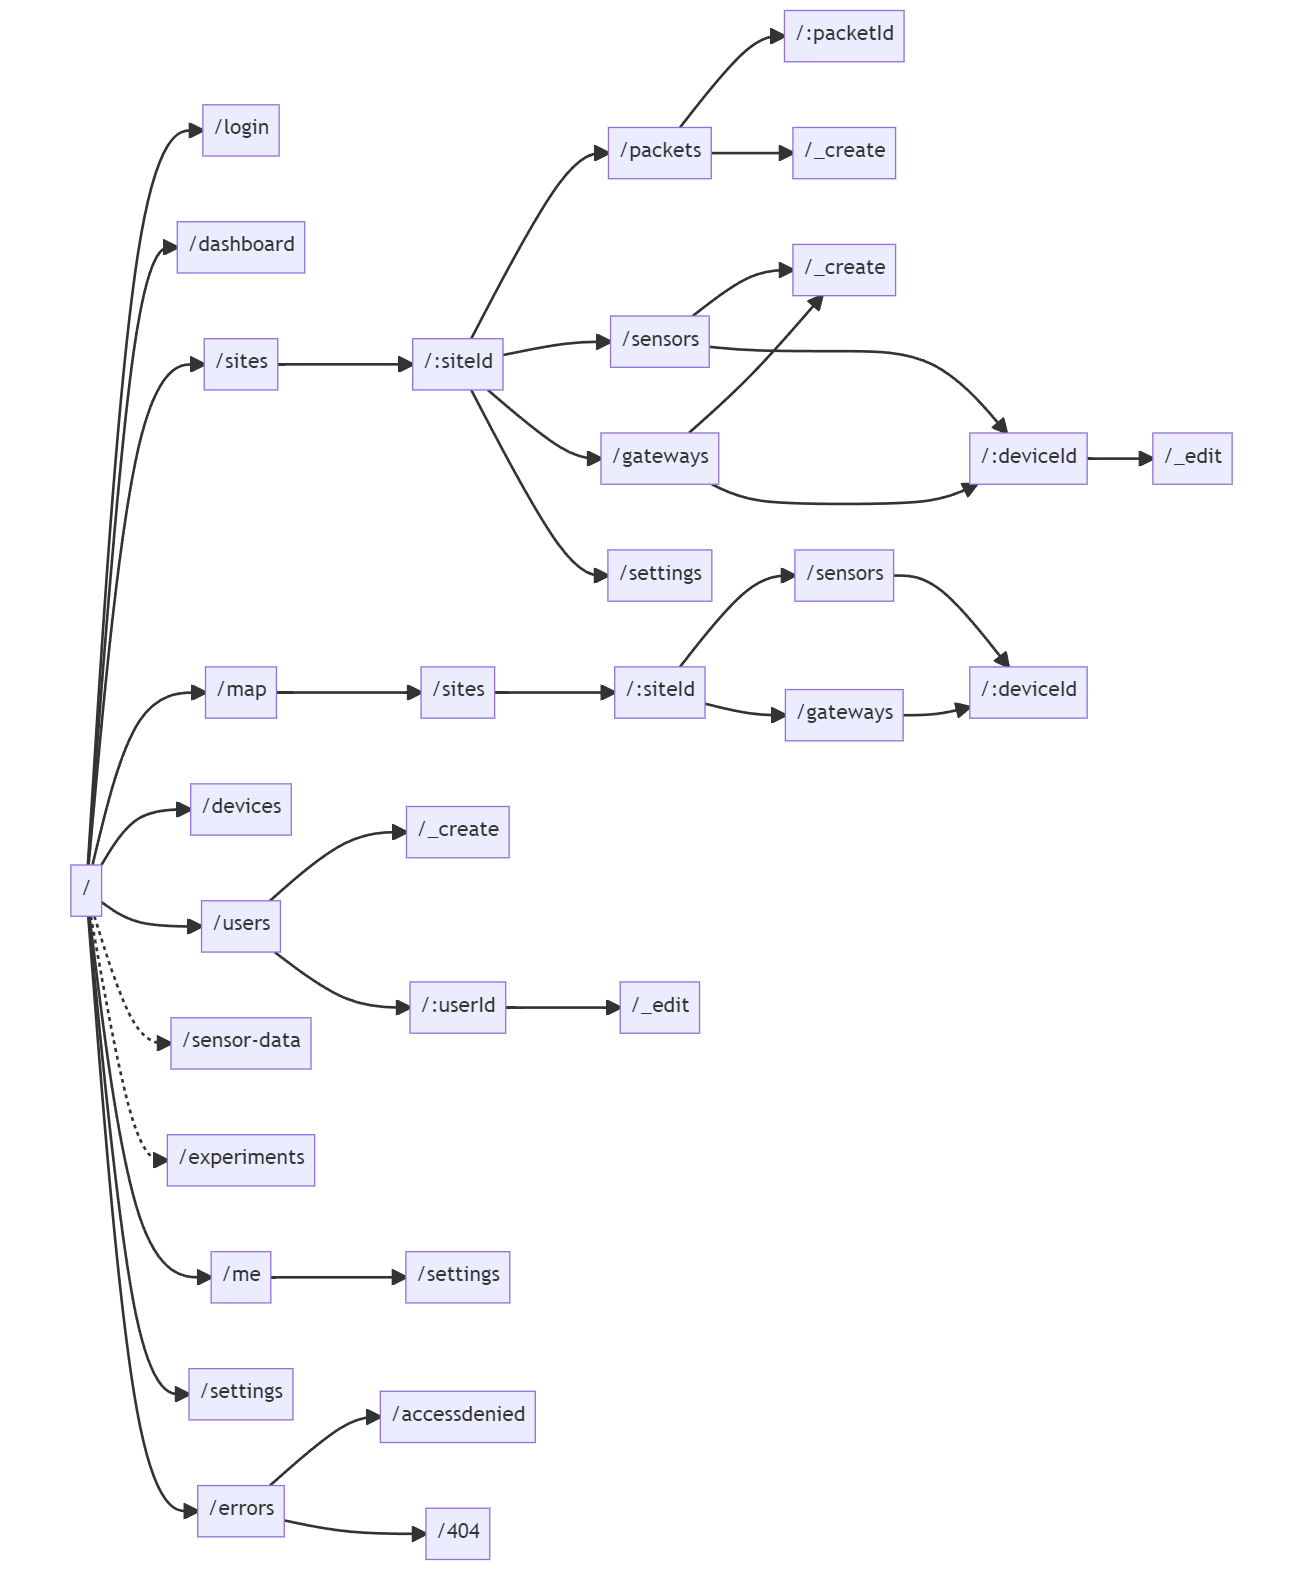 /:packetId
/login
/packets
/_create
/dashboard
/_create
/sensors
/sites
/:siteId
/gateways
/:deviceId
/_edit
/settings
/sensors
/map
/sites
/:siteId
/:deviceId
/gateways
/devices
/_create
/
/users
/:userId
/_edit
/sensor-data
/experiments
/me
/settings
/settings
/accessdenied
/errors
/404